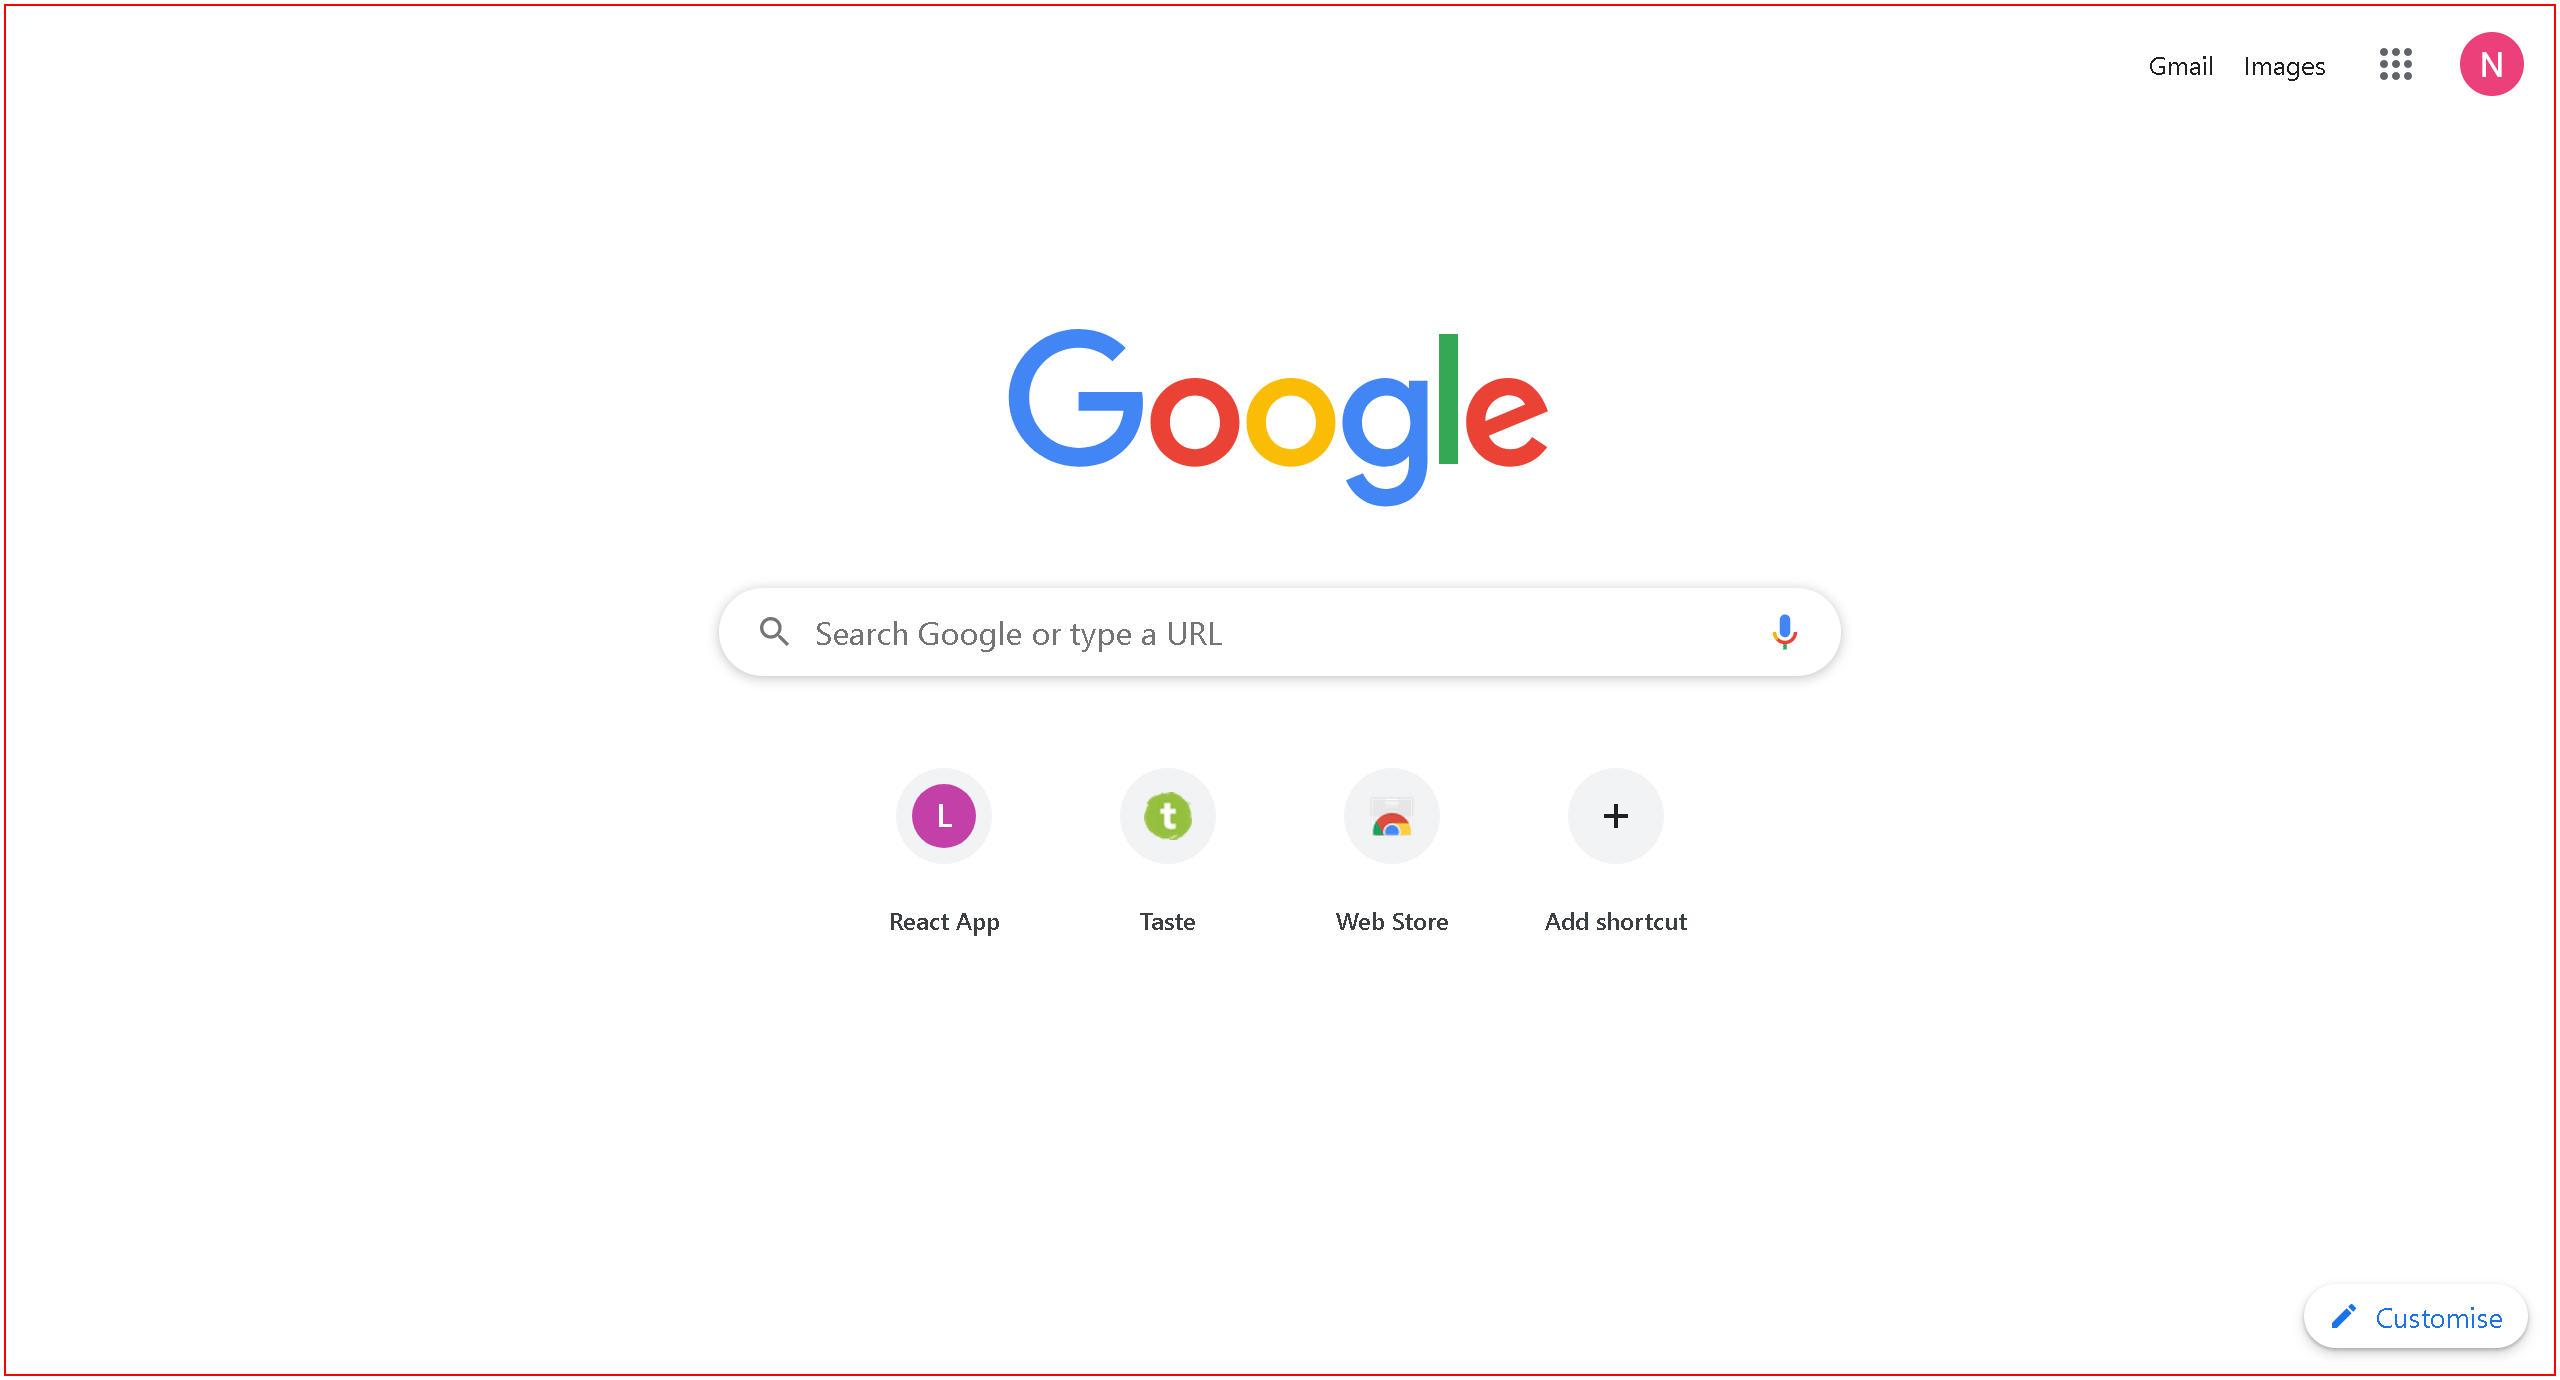 Gmail Images N
Google
Search Google or type a URL
L t
React App Taste Web Store Add shortcut
Customise